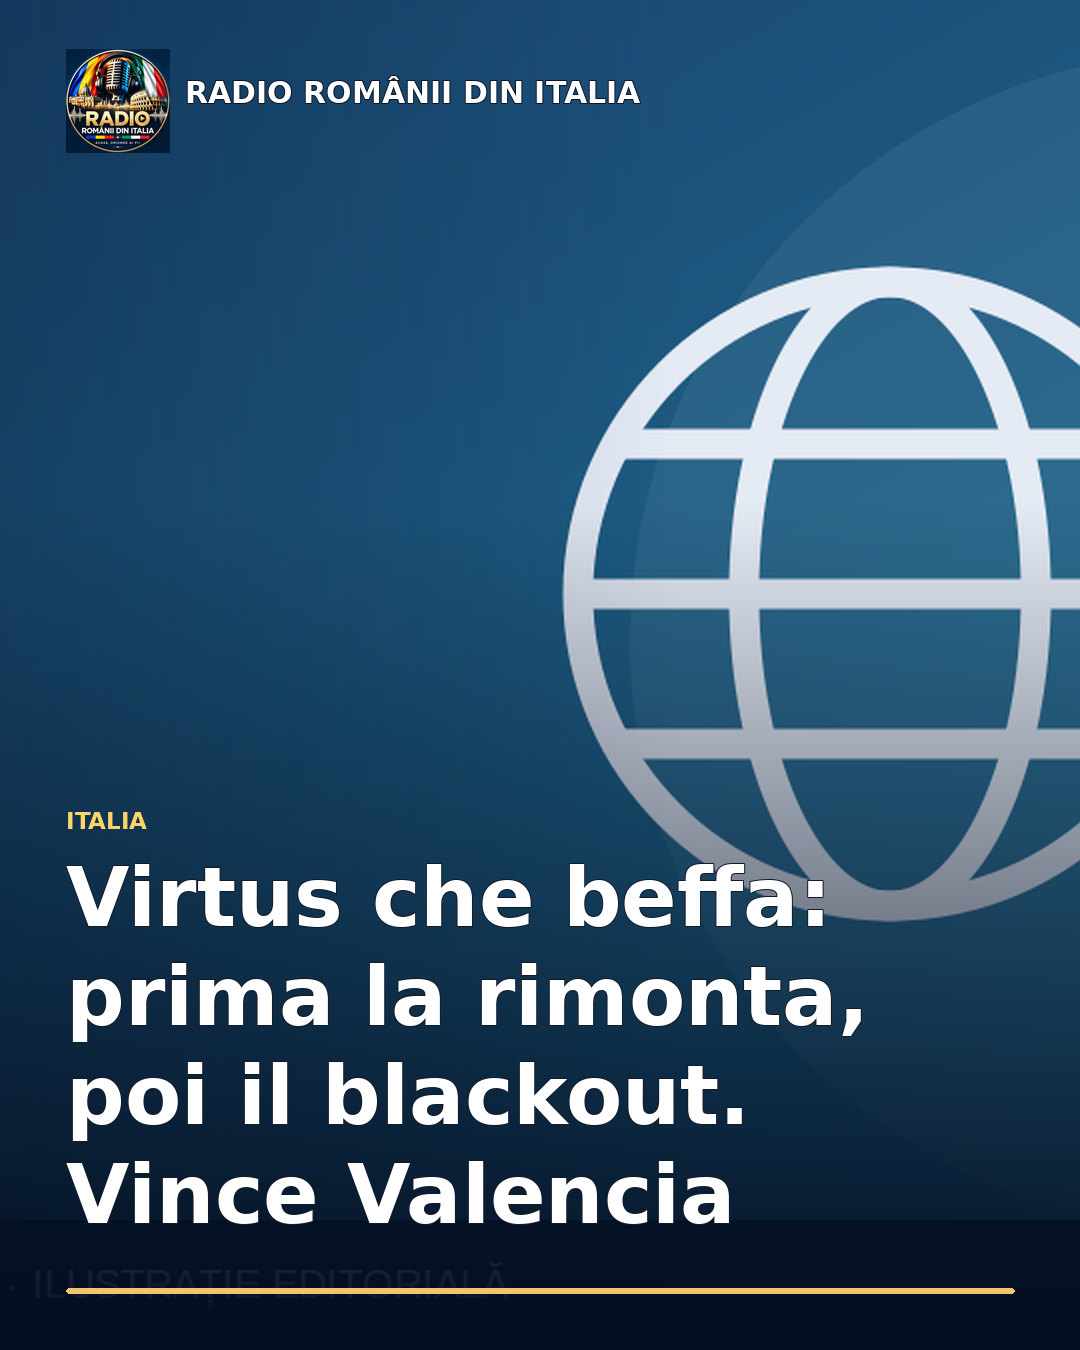 RADIO
ROMÂNII DIN ITALIA
RADIO ROMÂNII DIN ITALIA
ITALIA
Virtus che beffa:
prima la rimonta,
poi il blackout.
Vince Valencia
· ILUSTRAȚIE EDITORIALĂ